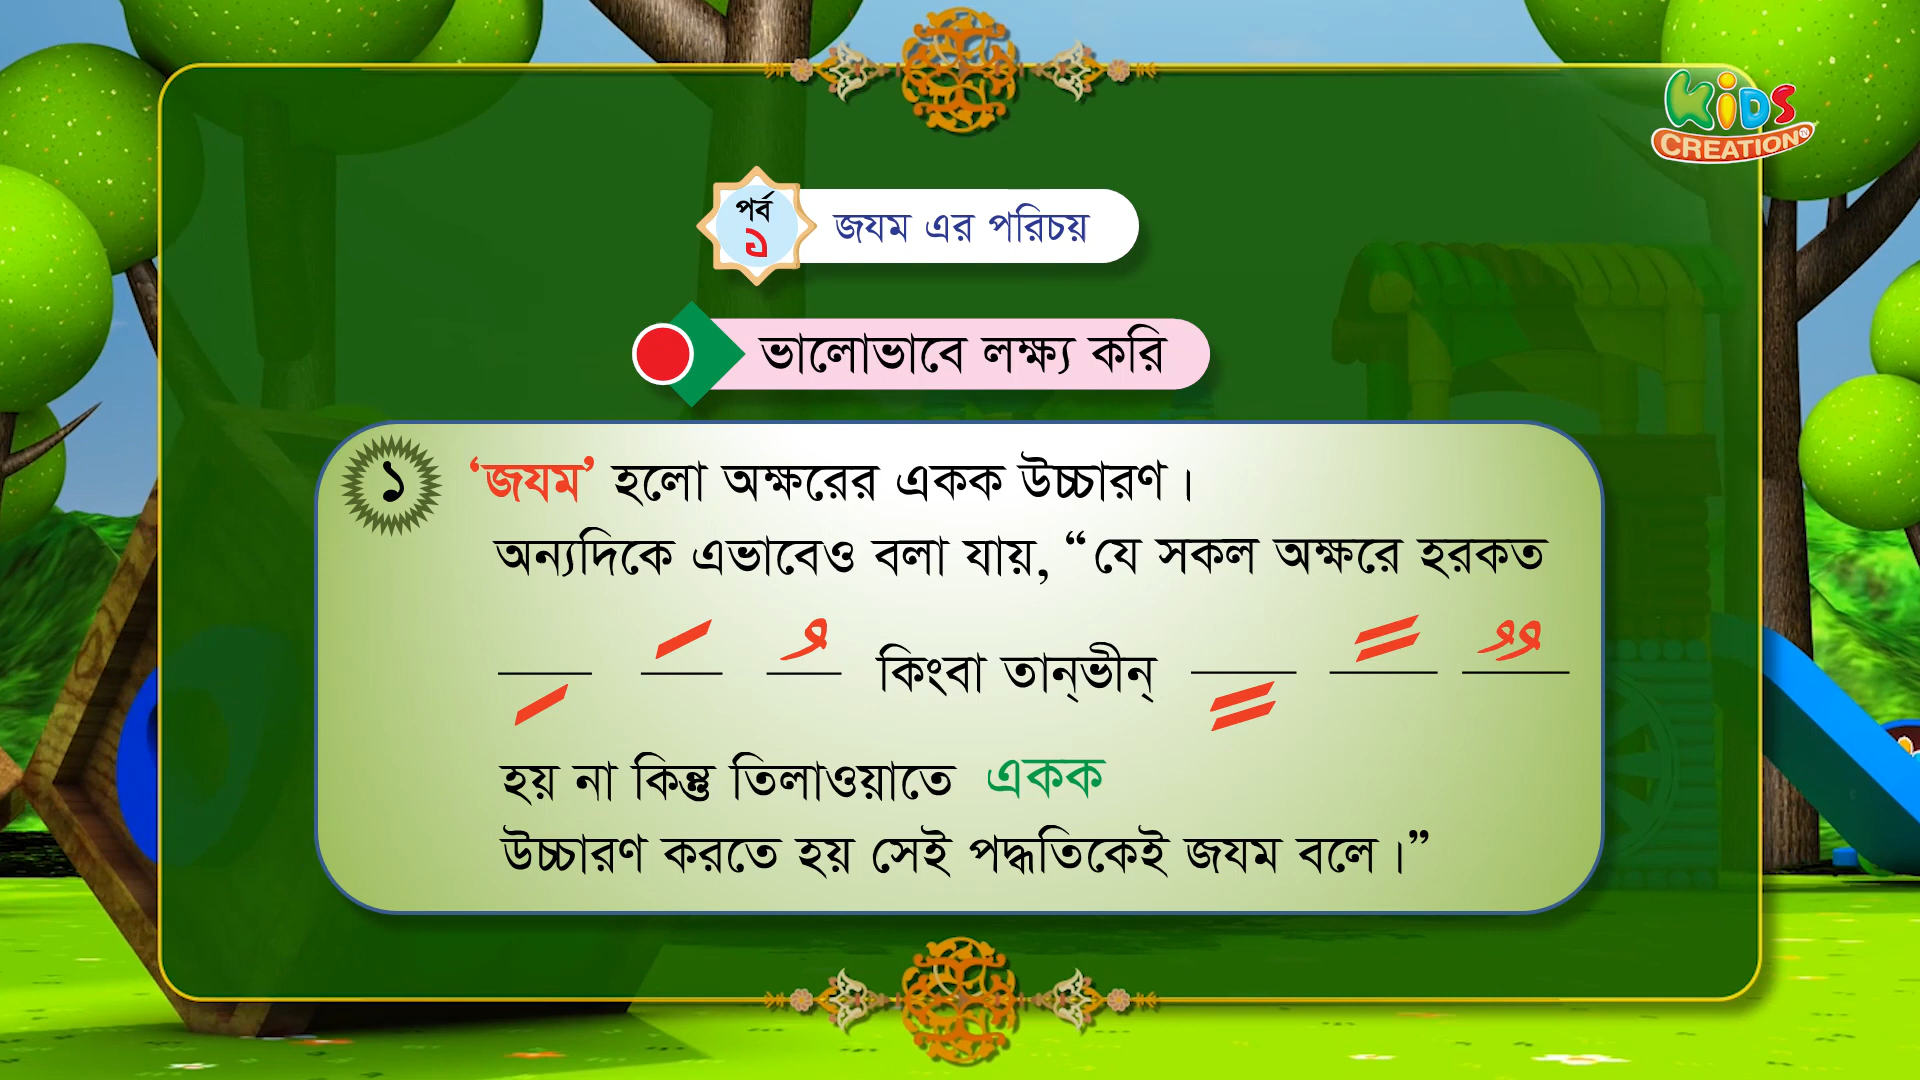 KiDS
CREATION
পর্ব
১
জযম এর পরিচয়
ভালোভাবে লক্ষ্য করি
১ ‘জযম’ হলো অক্ষরের একক উচ্চারণ।
অন্যদিকে এভাবেও বলা যায়, “যে সকল অক্ষরে হরকত
ـِ ـَ ـُ কিংবা তান্‌ভীন্‌ ـٍ ـً ـٌ
হয় না কিন্তু তিলাওয়াতে একক
উচ্চারণ করতে হয় সেই পদ্ধতিকেই জযম বলে।”